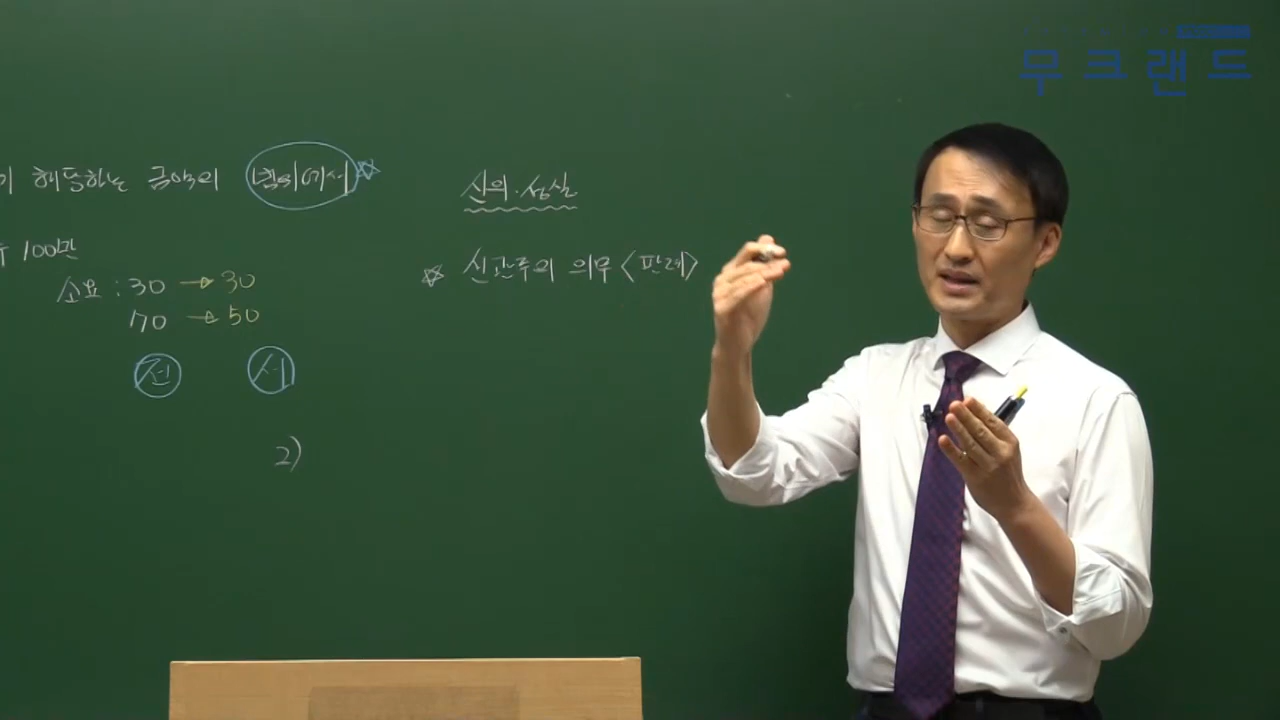 무크랜드
해당하는 금액의 범위에서
100만
소요 : 30 → 30
70 → 50
전 서
2)
신의·성실
선관주의 의무 <판례>